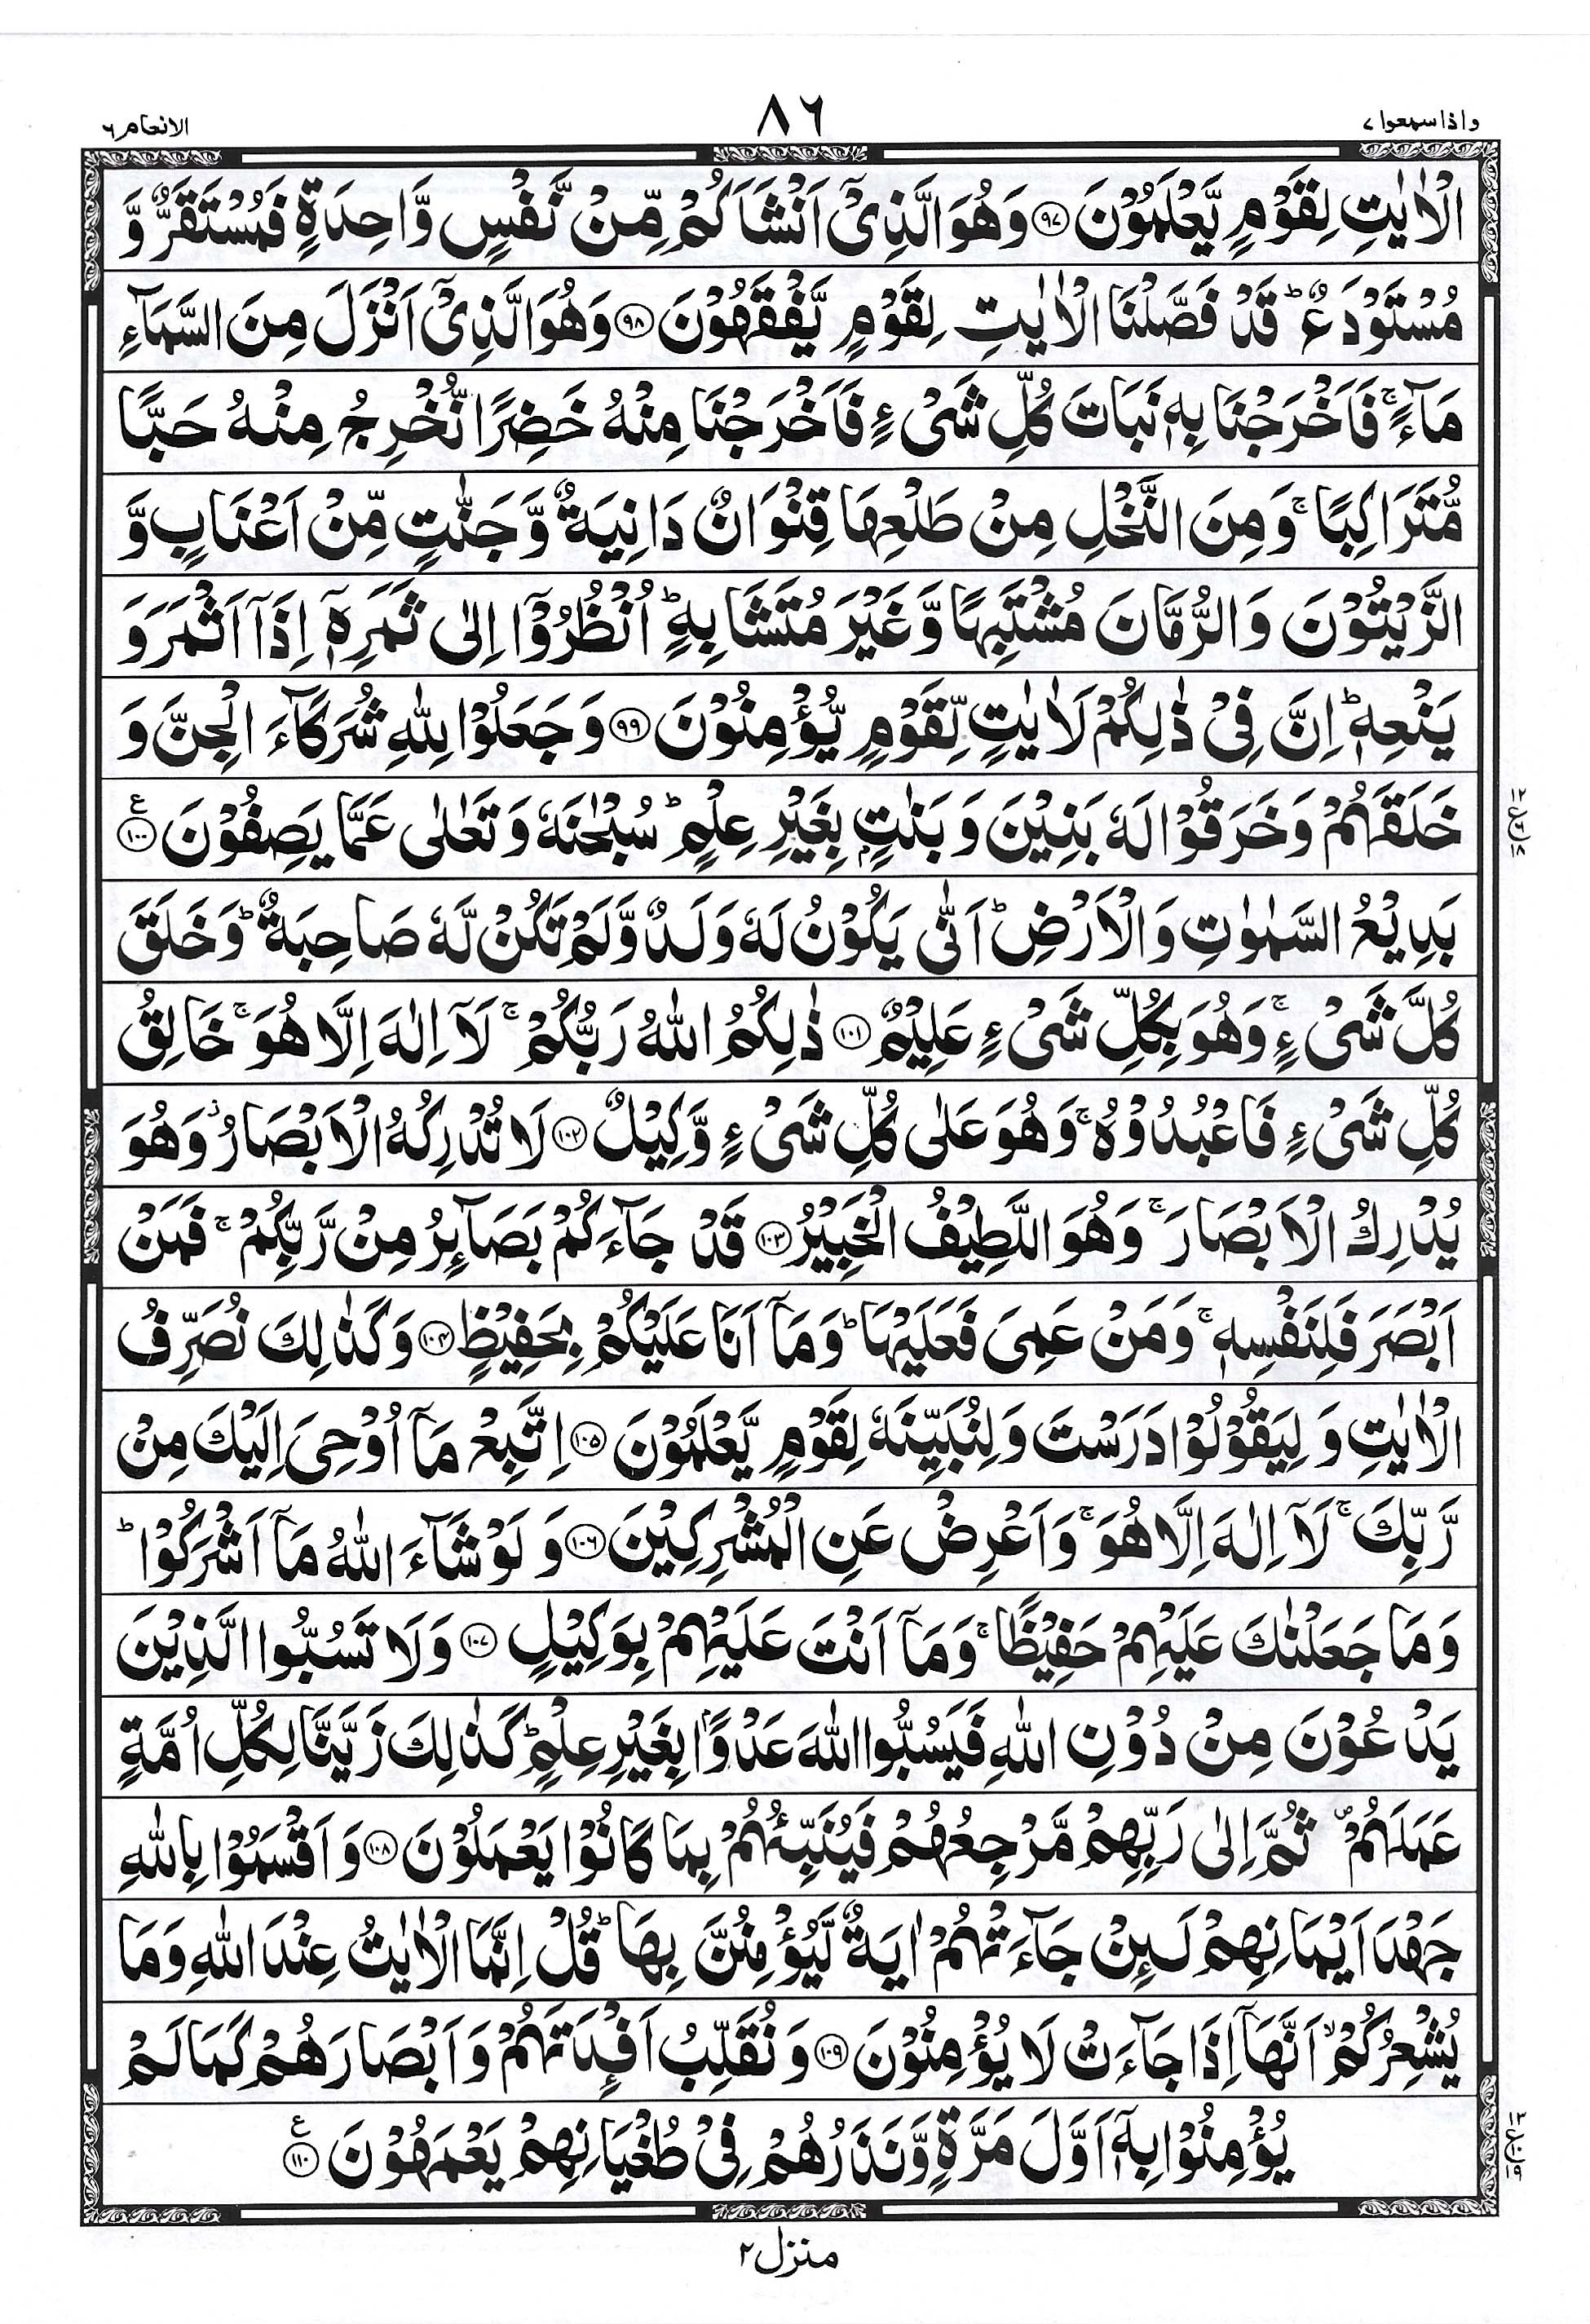 واذاسمعوا ٧
٨٦
الانعام ٦
الْاٰيٰتِ لِقَوْمٍ يَّعْلَمُوْنَ ﴿٩٧﴾ وَهُوَ الَّذِیْۤ اَنْشَاَكُمْ مِّنْ نَّفْسٍ وَّاحِدَةٍ فَمُسْتَقَرٌّ وَّ
مُسْتَوْدَعٌ ؕ قَدْ فَصَّلْنَا الْاٰيٰتِ لِقَوْمٍ يَّفْقَهُوْنَ ﴿٩٨﴾ وَهُوَ الَّذِیْۤ اَنْزَلَ مِنَ السَّمَآءِ
مَآءً ۚ فَاَخْرَجْنَا بِهٖ نَبَاتَ كُلِّ شَیْءٍ فَاَخْرَجْنَا مِنْهُ خَضِرًا نُّخْرِجُ مِنْهُ حَبًّا
مُّتَرَاكِبًا ۚ وَمِنَ النَّخْلِ مِنْ طَلْعِهَا قِنْوَانٌ دَانِيَةٌ وَّجَنّٰتٍ مِّنْ اَعْنَابٍ وَّ
الزَّيْتُوْنَ وَالرُّمَّانَ مُشْتَبِهًا وَّغَيْرَ مُتَشَابِهٍ ؕ اُنْظُرُوْۤا اِلٰی ثَمَرِهٖۤ اِذَاۤ اَثْمَرَ وَ
يَنْعِهٖ ؕ اِنَّ فِیْ ذٰلِكُمْ لَاٰيٰتٍ لِّقَوْمٍ يُّؤْمِنُوْنَ ﴿٩٩﴾ وَجَعَلُوْا لِلّٰهِ شُرَكَآءَ الْجِنَّ وَ
خَلَقَهُمْ وَخَرَقُوْا لَهٗ بَنِيْنَ وَبَنٰتٍۭ بِغَيْرِ عِلْمٍ ؕ سُبْحٰنَهٗ وَتَعٰلٰی عَمَّا يَصِفُوْنَ ﴿١٠٠﴾ ع
بَدِيْعُ السَّمٰوٰتِ وَالْاَرْضِ ؕ اَنّٰی يَكُوْنُ لَهٗ وَلَدٌ وَّلَمْ تَكُنْ لَّهٗ صَاحِبَةٌ ؕ وَخَلَقَ
كُلَّ شَیْءٍ ۚ وَهُوَ بِكُلِّ شَیْءٍ عَلِيْمٌ ﴿١٠١﴾ ذٰلِكُمُ اللّٰهُ رَبُّكُمْ ۚ لَاۤ اِلٰهَ اِلَّا هُوَ ۚ خَالِقُ
كُلِّ شَیْءٍ فَاعْبُدُوْهُ ۚ وَهُوَ عَلٰی كُلِّ شَیْءٍ وَّكِيْلٌ ﴿١٠٢﴾ لَا تُدْرِكُهُ الْاَبْصَارُ ؗ وَهُوَ
يُدْرِكُ الْاَبْصَارَ ۚ وَهُوَ اللَّطِيْفُ الْخَبِيْرُ ﴿١٠٣﴾ قَدْ جَآءَكُمْ بَصَآئِرُ مِنْ رَّبِّكُمْ ۚ فَمَنْ
اَبْصَرَ فَلِنَفْسِهٖ ۚ وَمَنْ عَمِیَ فَعَلَيْهَا ؕ وَمَاۤ اَنَا عَلَيْكُمْ بِحَفِيْظٍ ﴿١٠٤﴾ وَكَذٰلِكَ نُصَرِّفُ
الْاٰيٰتِ وَلِيَقُوْلُوْا دَرَسْتَ وَلِنُبَيِّنَهٗ لِقَوْمٍ يَّعْلَمُوْنَ ﴿١٠٥﴾ اِتَّبِعْ مَاۤ اُوْحِیَ اِلَيْكَ مِنْ
رَّبِّكَ ۚ لَاۤ اِلٰهَ اِلَّا هُوَ ۚ وَاَعْرِضْ عَنِ الْمُشْرِكِيْنَ ﴿١٠٦﴾ وَلَوْ شَآءَ اللّٰهُ مَاۤ اَشْرَكُوْا ؕ
وَمَا جَعَلْنٰكَ عَلَيْهِمْ حَفِيْظًا ۚ وَمَاۤ اَنْتَ عَلَيْهِمْ بِوَكِيْلٍ ﴿١٠٧﴾ وَلَا تَسُبُّوا الَّذِيْنَ
يَدْعُوْنَ مِنْ دُوْنِ اللّٰهِ فَيَسُبُّوا اللّٰهَ عَدْوًۢا بِغَيْرِ عِلْمٍ ؕ كَذٰلِكَ زَيَّنَّا لِكُلِّ اُمَّةٍ
عَمَلَهُمْ ۪ ثُمَّ اِلٰی رَبِّهِمْ مَّرْجِعُهُمْ فَيُنَبِّئُهُمْ بِمَا كَانُوْا يَعْمَلُوْنَ ﴿١٠٨﴾ وَاَقْسَمُوْا بِاللّٰهِ
جَهْدَ اَيْمَانِهِمْ لَئِنْ جَآءَتْهُمْ اٰيَةٌ لَّيُؤْمِنُنَّ بِهَا ؕ قُلْ اِنَّمَا الْاٰيٰتُ عِنْدَ اللّٰهِ وَمَا
يُشْعِرُكُمْ ۙ اَنَّهَاۤ اِذَا جَآءَتْ لَا يُؤْمِنُوْنَ ﴿١٠٩﴾ وَنُقَلِّبُ اَفْـِٕدَتَهُمْ وَاَبْصَارَهُمْ كَمَا لَمْ
يُؤْمِنُوْا بِهٖۤ اَوَّلَ مَرَّةٍ وَّنَذَرُهُمْ فِیْ طُغْيَانِهِمْ يَعْمَهُوْنَ ﴿١١٠﴾ ع
منزل ٢